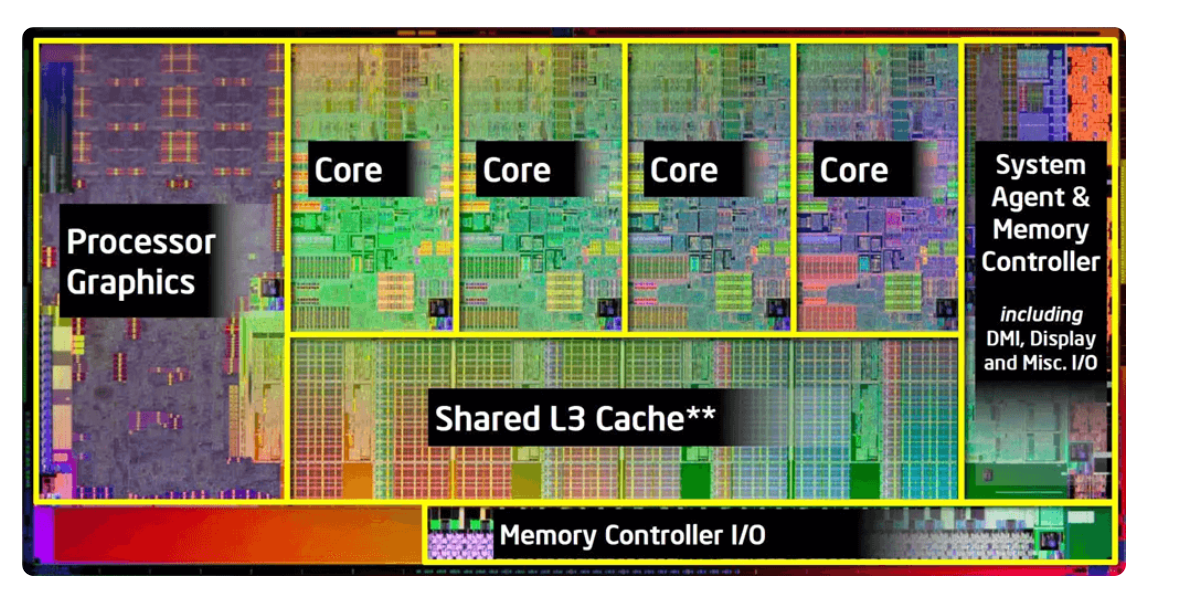 Processor
Graphics
Core
Core
Core
Core
System
Agent &
Memory
Controller
including
DMI, Display
and Misc. I/O
Shared L3 Cache**
Memory Controller I/O